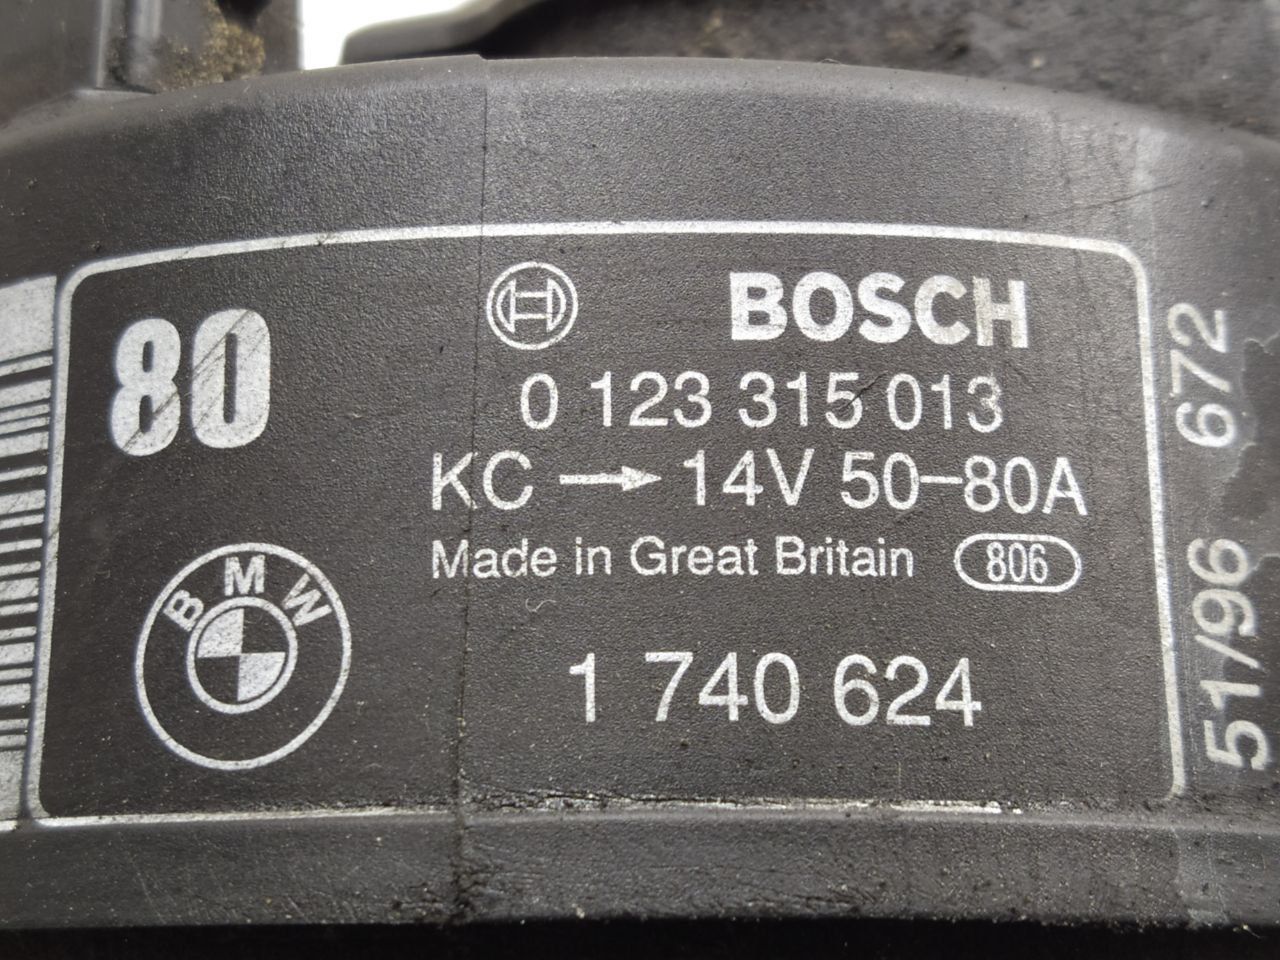 80
BOSCH
0 123 315 013
KC → 14V 50-80A
Made in Great Britain 806
BMW
1 740 624
51/96 672